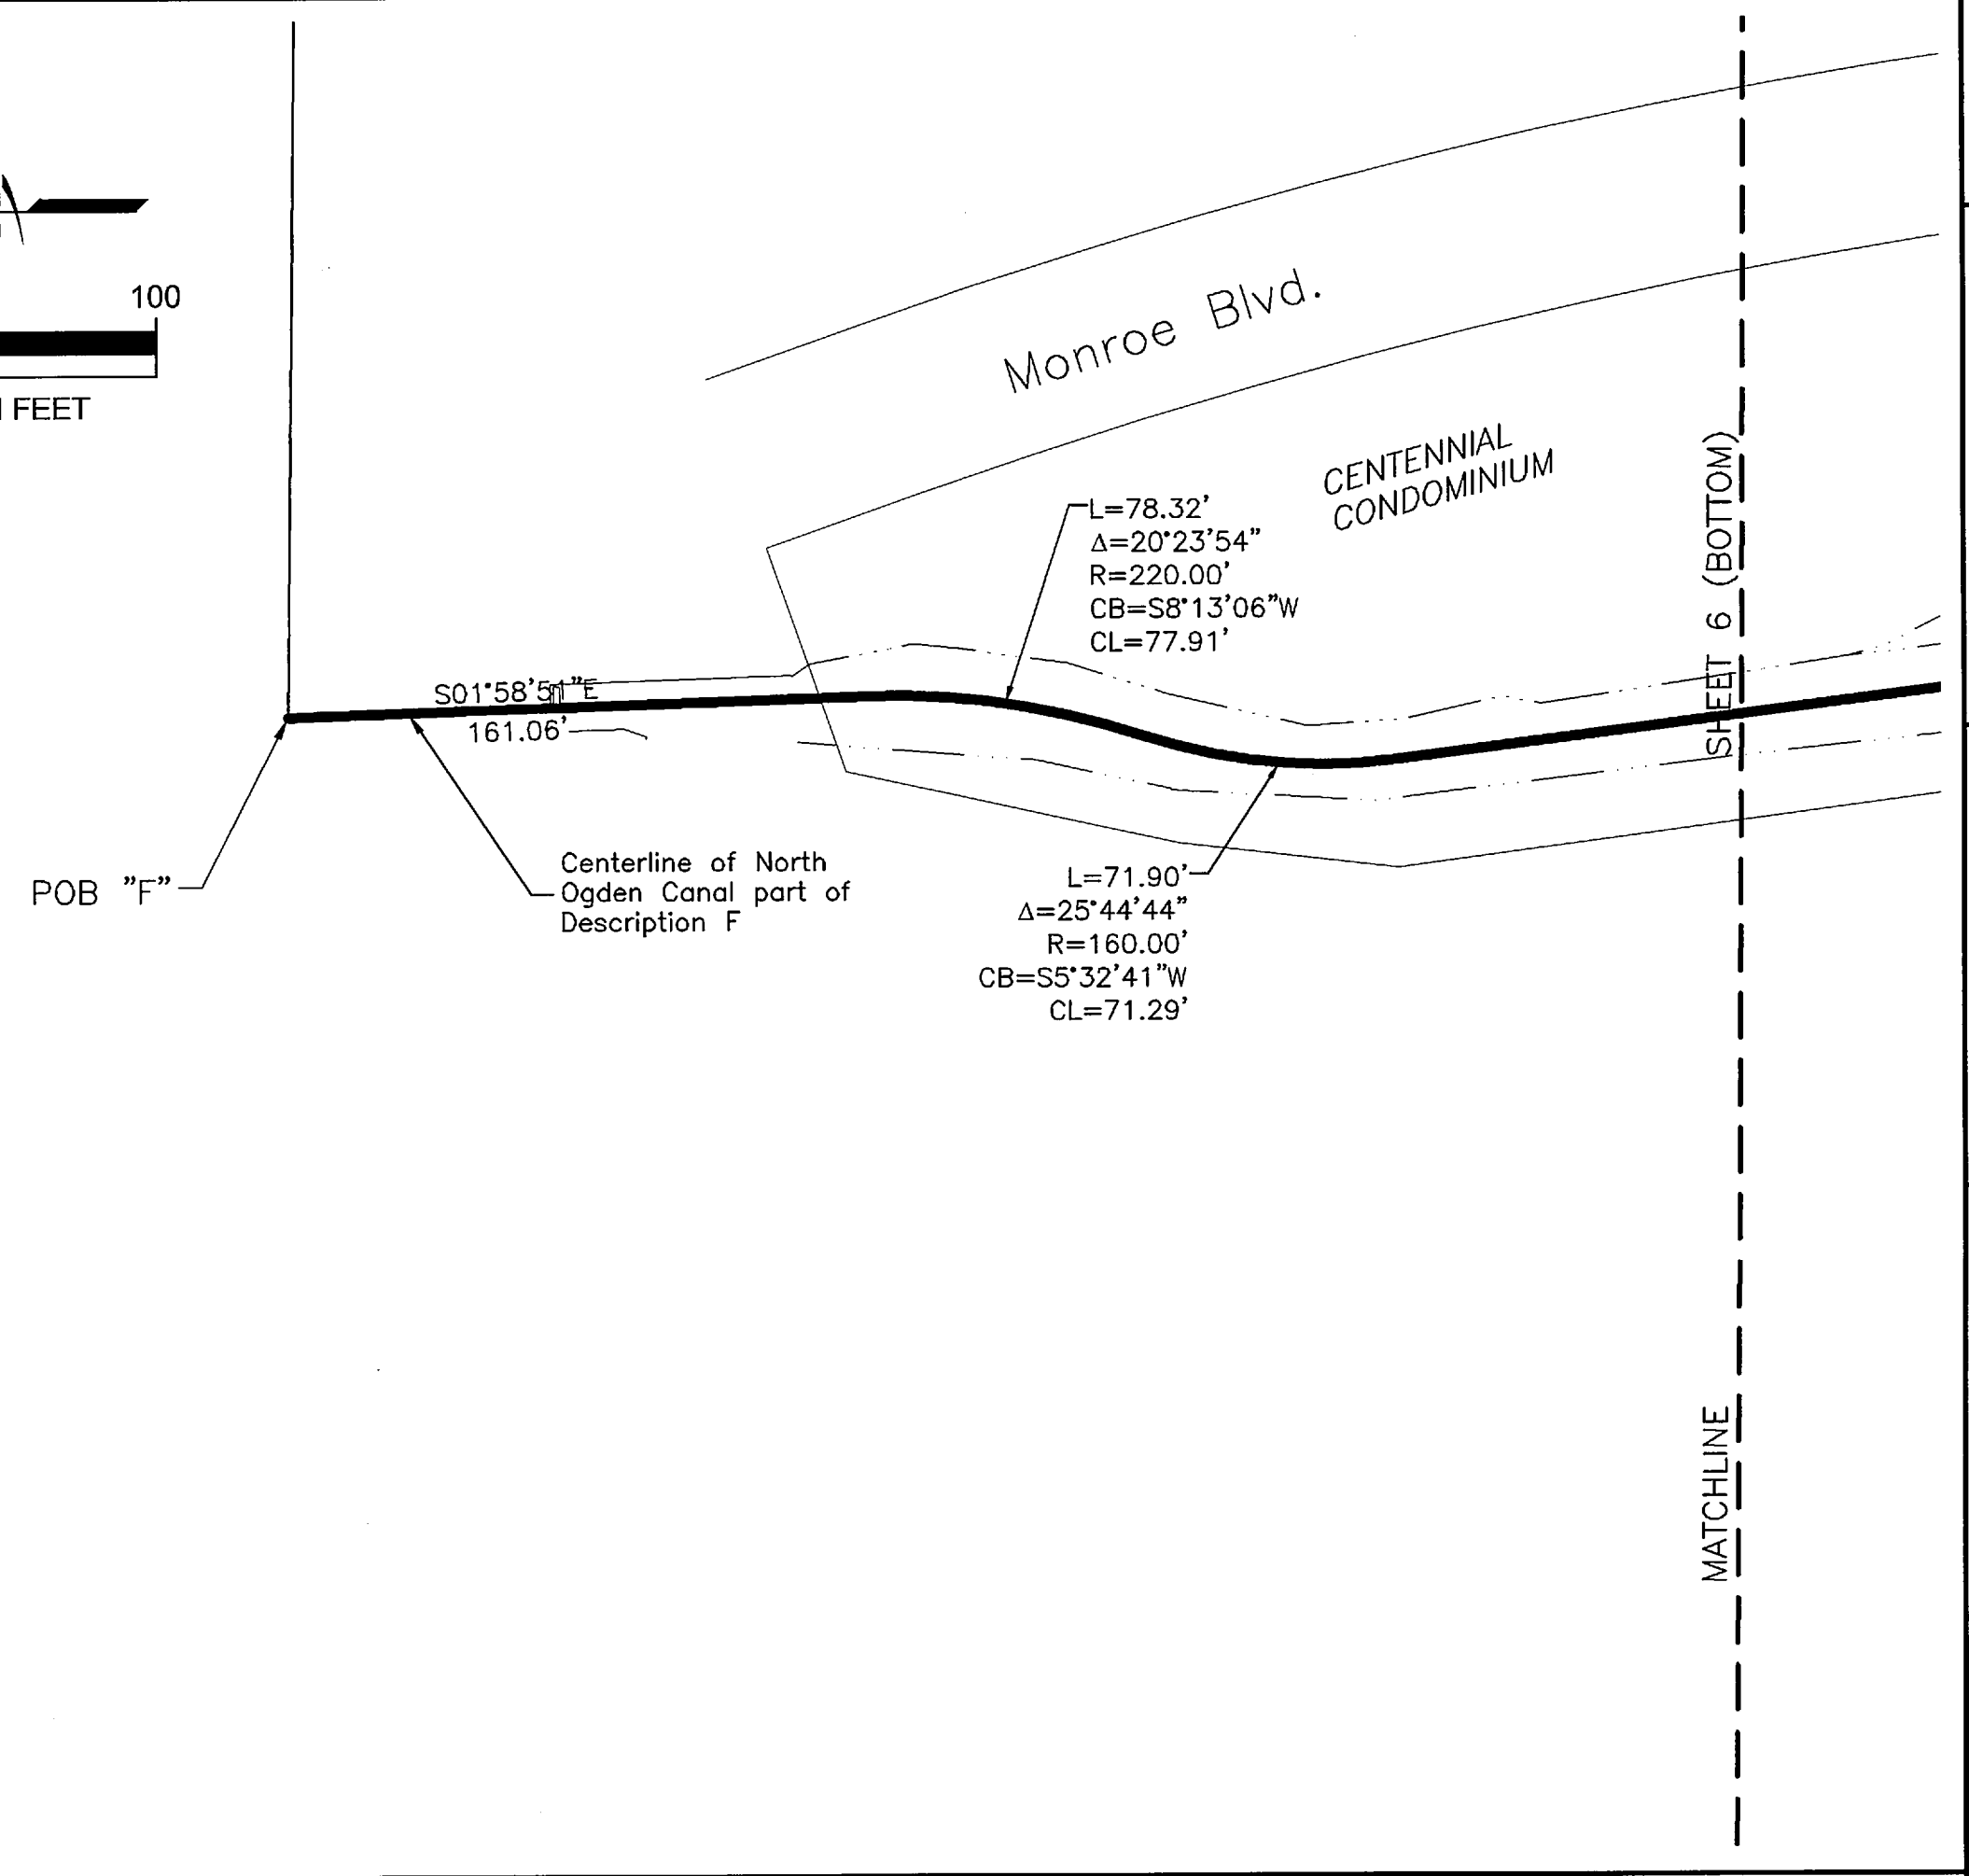 100
FEET
Monroe Blvd.
CENTENNIAL
CONDOMINIUM
L=78.32'
Δ=20°23'54"
R=220.00'
CB=S8°13'06"W
CL=77.91'
SHEET 6 (BOTTOM)
S01°58'51"E
161.06'
POB "F"
Centerline of North
Ogden Canal part of
Description F
L=71.90'
Δ=25°44'44"
R=160.00'
CB=S5°32'41"W
CL=71.29'
MATCHLINE